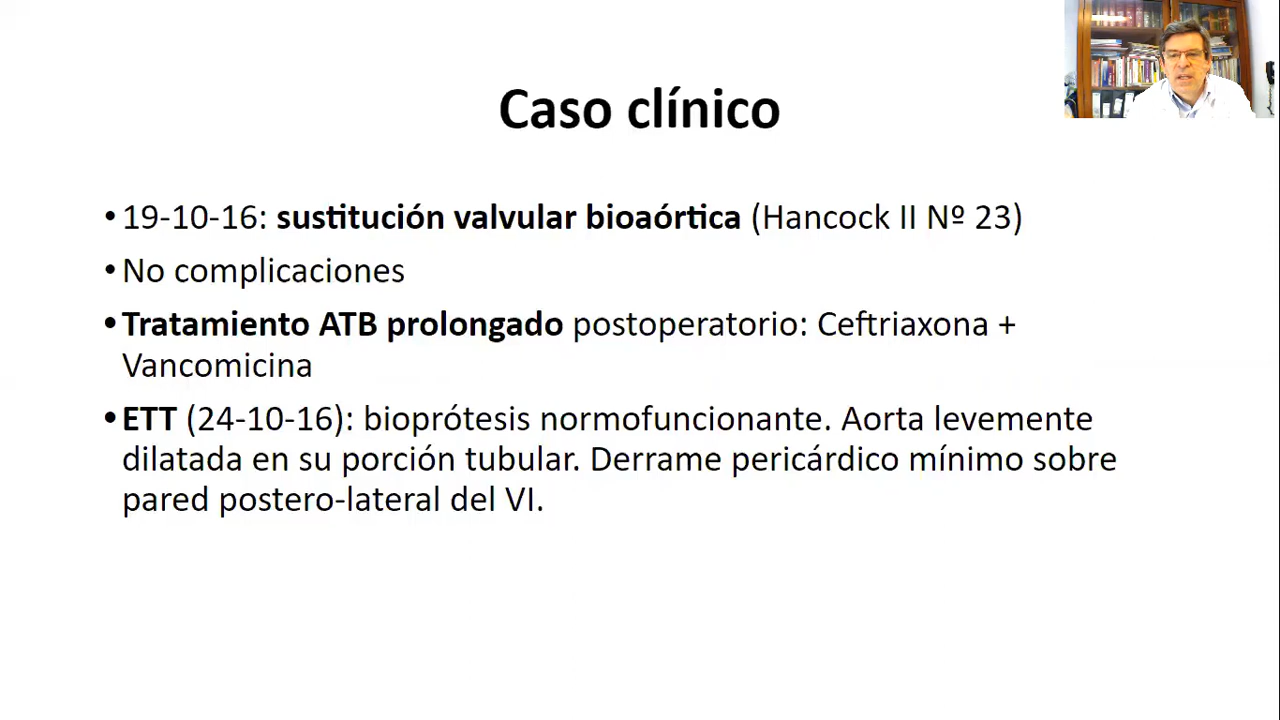 Caso clínico
•19-10-16: sustitución valvular bioaórtica (Hancock II Nº 23)
•No complicaciones
•Tratamiento ATB prolongado postoperatorio: Ceftriaxona +
Vancomicina
•ETT (24-10-16): bioprótesis normofuncionante. Aorta levemente
dilatada en su porción tubular. Derrame pericárdico mínimo sobre
pared postero-lateral del VI.